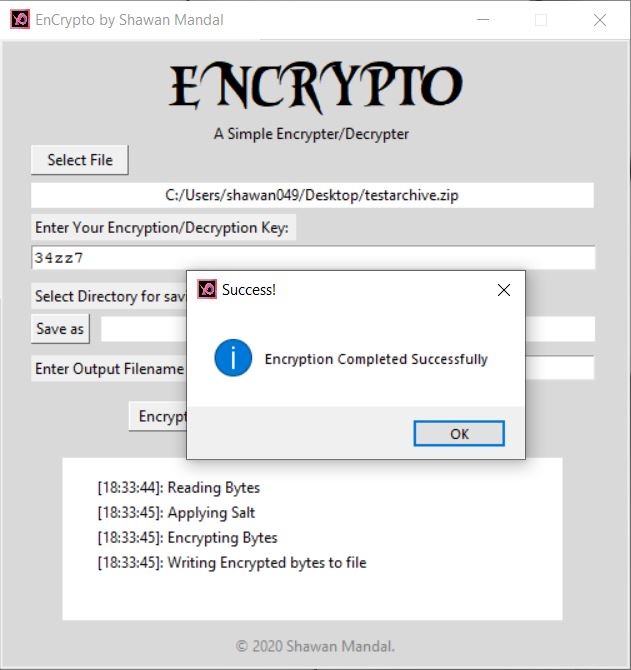 EnCrypto by Shawan Mandal
ENCRYPTO
A Simple Encrypter/Decrypter
Select File
C:/Users/shawan049/Desktop/testarchive.zip
Enter Your Encryption/Decryption Key:
34zz7
Select Directory for
Save as
Enter Output Filename
Success!
Encryption Completed Successfully
OK
[18:33:44]: Reading Bytes
[18:33:45]: Applying Salt
[18:33:45]: Encrypting Bytes
[18:33:45]: Writing Encrypted bytes to file
© 2020 Shawan Mandal.